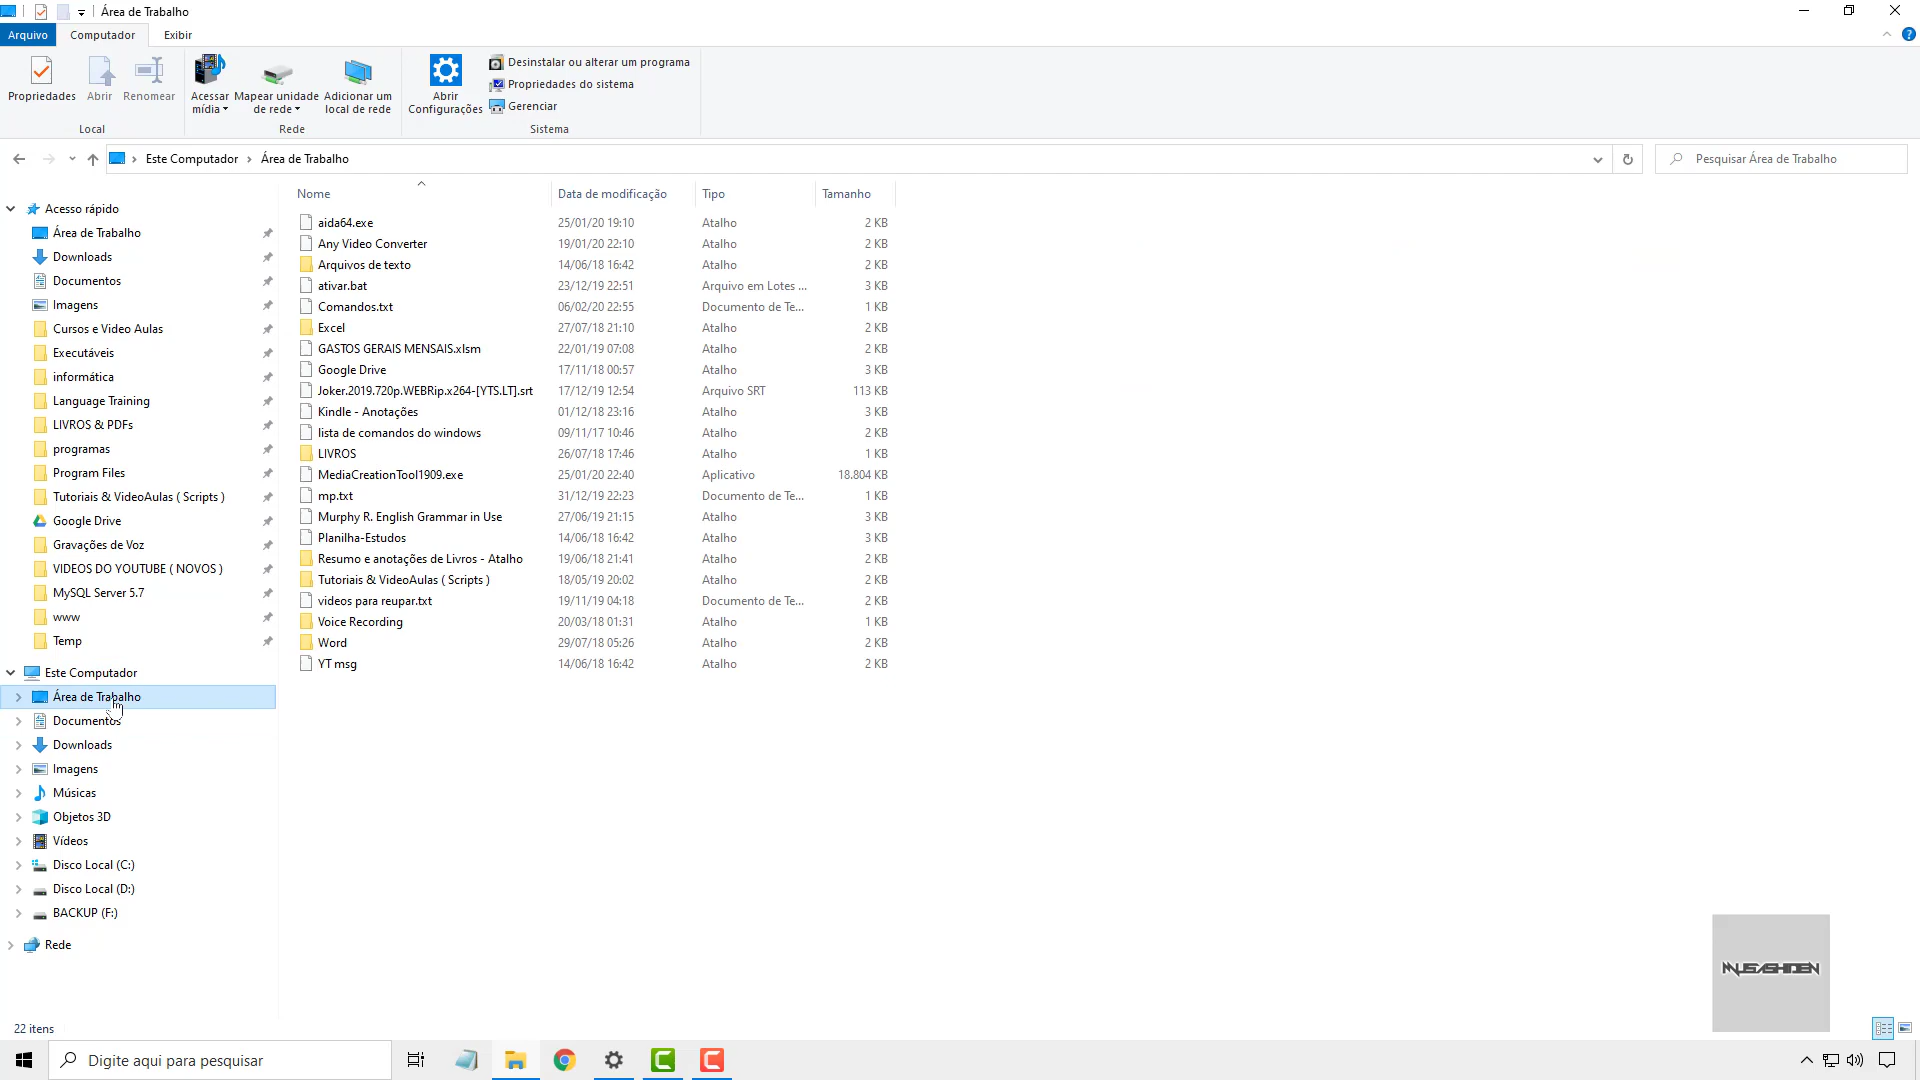 Área de Trabalho
Arquivo
Computador
Exibir
Propriedades
Abrir
Renomear
Local
Acessar
mídia
Mapear unidade
de rede
Adicionar um
local de rede
Rede
Abrir
Configurações
Desinstalar ou alterar um programa
Propriedades do sistema
Gerenciar
Sistema
Este Computador > Área de Trabalho
Pesquisar Área de Trabalho
Acesso rápido
Área de Trabalho
Downloads
Documentos
Imagens
Cursos e Video Aulas
Executáveis
informática
Language Training
LIVROS & PDFs
programas
Program Files
Tutoriais & VideoAulas ( Scripts )
Google Drive
Gravações de Voz
VIDEOS DO YOUTUBE ( NOVOS )
MySQL Server 5.7
www
Temp
Este Computador
Área de Trabalho
Documentos
Downloads
Imagens
Músicas
Objetos 3D
Vídeos
Disco Local (C:)
Disco Local (D:)
BACKUP (F:)
Rede
Nome Data de modificação Tipo Tamanho
aida64.exe 25/01/20 19:10 Atalho 2 KB
Any Video Converter 19/01/20 22:10 Atalho 2 KB
Arquivos de texto 14/06/18 16:42 Atalho 2 KB
ativar.bat 23/12/19 22:51 Arquivo em Lotes ... 3 KB
Comandos.txt 06/02/20 22:55 Documento de Te... 1 KB
Excel 27/07/18 21:10 Atalho 2 KB
GASTOS GERAIS MENSAIS.xlsm 22/01/19 07:08 Atalho 2 KB
Google Drive 17/11/18 00:57 Atalho 3 KB
Joker.2019.720p.WEBRip.x264-[YTS.LT].srt 17/12/19 12:54 Arquivo SRT 113 KB
Kindle - Anotações 01/12/18 23:16 Atalho 3 KB
lista de comandos do windows 09/11/17 10:46 Atalho 2 KB
LIVROS 26/07/18 17:46 Atalho 1 KB
MediaCreationTool1909.exe 25/01/20 22:40 Aplicativo 18.804 KB
mp.txt 31/12/19 22:23 Documento de Te... 1 KB
Murphy R. English Grammar in Use 27/06/19 21:15 Atalho 3 KB
Planilha-Estudos 14/06/18 16:42 Atalho 3 KB
Resumo e anotações de Livros - Atalho 19/06/18 21:41 Atalho 2 KB
Tutoriais & VideoAulas ( Scripts ) 18/05/19 20:02 Atalho 2 KB
videos para reupar.txt 19/11/19 04:18 Documento de Te... 2 KB
Voice Recording 20/03/18 01:31 Atalho 1 KB
Word 29/07/18 05:26 Atalho 2 KB
YT msg 14/06/18 16:42 Atalho 2 KB
22 itens
Digite aqui para pesquisar